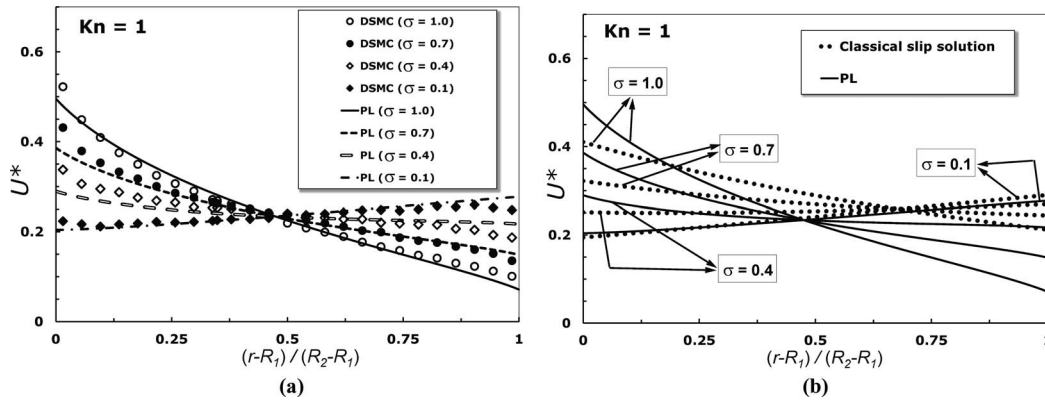 Kn = 1
DSMC (σ = 1.0)
DSMC (σ = 0.7)
DSMC (σ = 0.4)
DSMC (σ = 0.1)
PL (σ = 1.0)
PL (σ = 0.7)
PL (σ = 0.4)
PL (σ = 0.1)
0.6
0.4
0.2
0
U*
0
0.25
0.5
0.75
1
(r-R₁) / (R₂-R₁)
(a)
Kn = 1
Classical slip solution
PL
σ = 1.0
σ = 0.7
σ = 0.1
σ = 0.4
0.6
0.4
0.2
0
U*
0
0.25
0.5
0.75
(r-R₁) / (R₂-R₁)
(b)